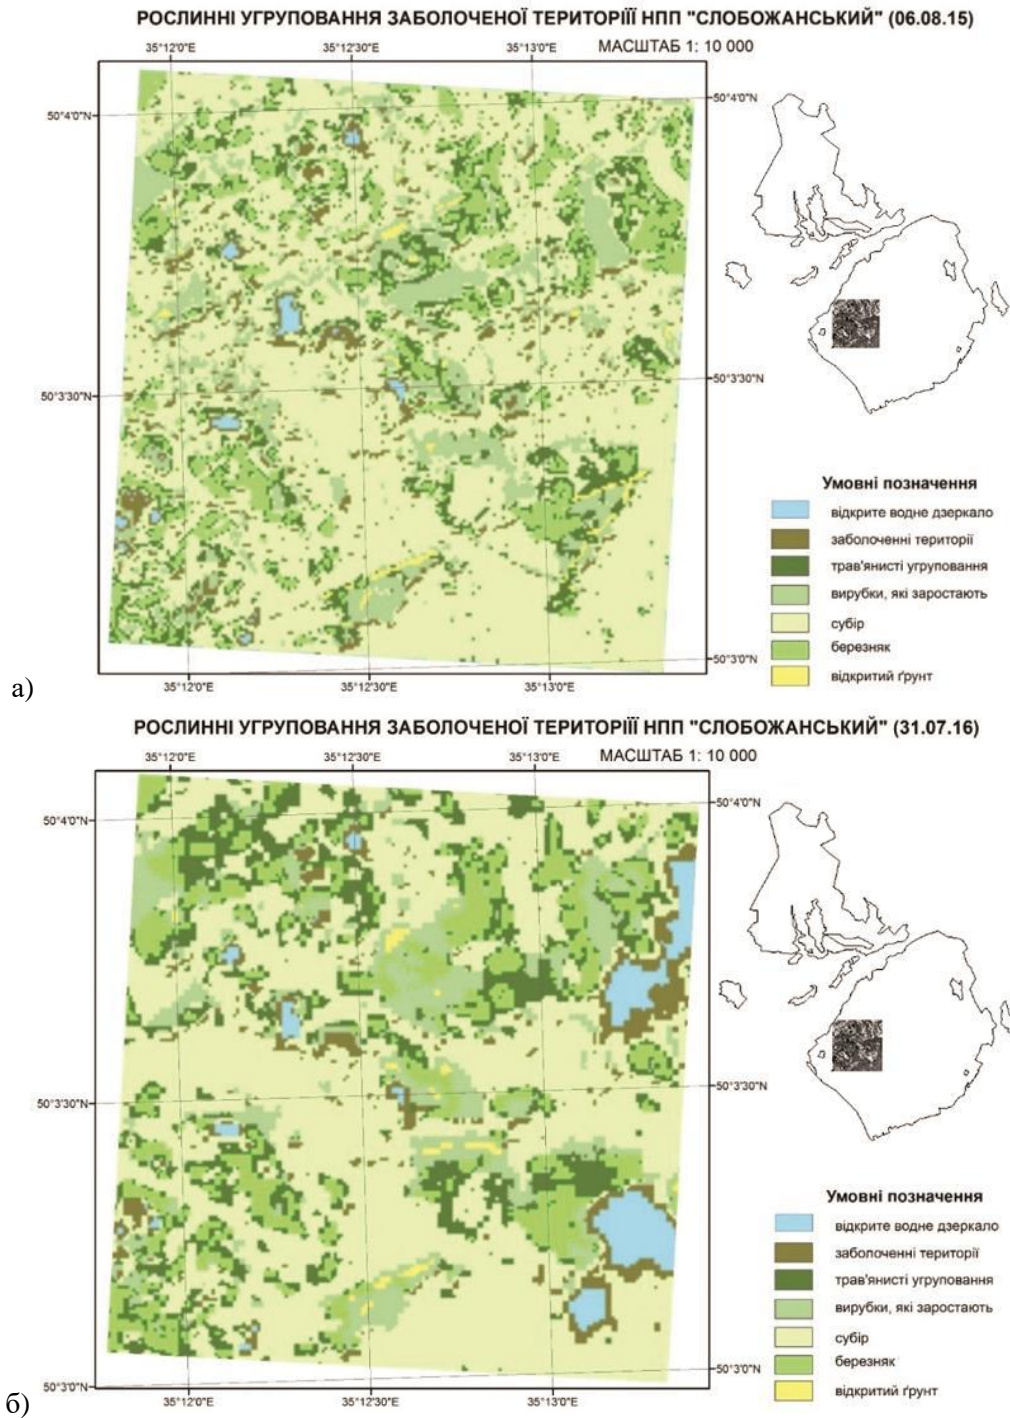 РОСЛИННІ УГРУПОВАННЯ ЗАБОЛОЧЕНОЇ ТЕРИТОРІЇЇ НПП "СЛОБОЖАНСЬКИЙ" (06.08.15)
35°12'0"E 35°12'30"E 35°13'0"E МАСШТАБ 1: 10 000
50°4'0"N 50°4'0"N
50°3'30"N 50°3'30"N
Умовні позначення
відкрите водне дзеркало
заболоченні території
трав'янисті угруповання
вирубки, які заростають
субір
березняк
відкритий ґрунт
50°3'0"N
35°12'0"E 35°12'30"E 35°13'0"E
а)
РОСЛИННІ УГРУПОВАННЯ ЗАБОЛОЧЕНОЇ ТЕРИТОРІЇЇ НПП "СЛОБОЖАНСЬКИЙ" (31.07.16)
35°12'0"E 35°12'30"E 35°13'0"E МАСШТАБ 1: 10 000
50°4'0"N 50°4'0"N
50°3'30"N 50°3'30"N
Умовні позначення
відкрите водне дзеркало
заболоченні території
трав'янисті угруповання
вирубки, які заростають
субір
березняк
відкритий ґрунт
50°3'0"N 50°3'0"N
35°12'0"E 35°12'30"E 35°13'0"E
б)